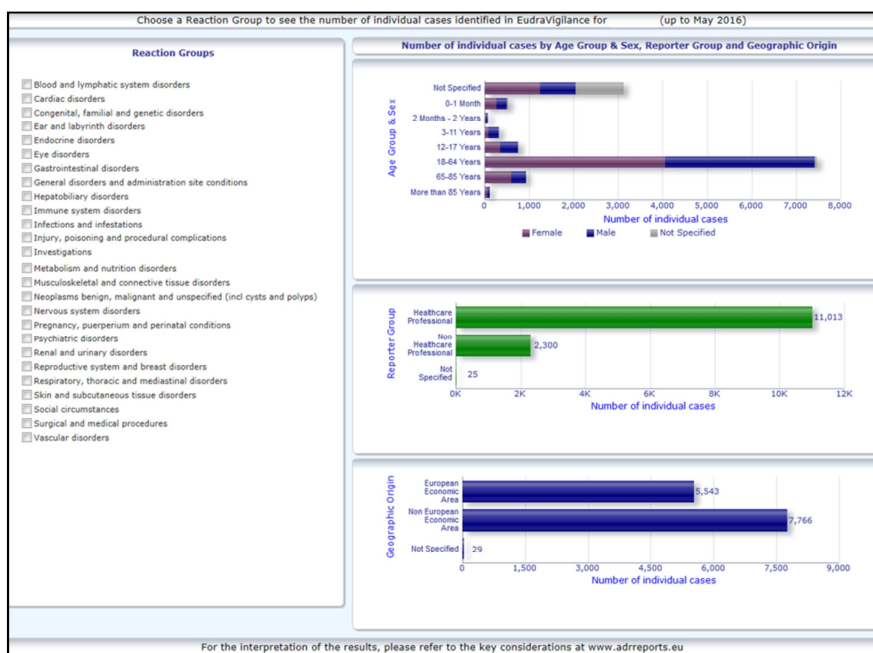 Choose a Reaction Group to see the number of individual cases identified in EudraVigilance for (up to May 2016)
Reaction Groups
Blood and lymphatic system disorders
Cardiac disorders
Congenital, familial and genetic disorders
Ear and labyrinth disorders
Endocrine disorders
Eye disorders
Gastrointestinal disorders
General disorders and administration site conditions
Hepatobiliary disorders
Immune system disorders
Infections and infestations
Injury, poisoning and procedural complications
Investigations
Metabolism and nutrition disorders
Musculoskeletal and connective tissue disorders
Neoplasms benign, malignant and unspecified (incl cysts and polyps)
Nervous system disorders
Pregnancy, puerperium and perinatal conditions
Psychiatric disorders
Renal and urinary disorders
Reproductive system and breast disorders
Respiratory, thoracic and mediastinal disorders
Skin and subcutaneous tissue disorders
Social circumstances
Surgical and medical procedures
Vascular disorders
Number of individual cases by Age Group & Sex, Reporter Group and Geographic Origin
Age Group & Sex
Not Specified
0-1 Month
2 Months - 2 Years
3-11 Years
12-17 Years
18-64 Years
65-85 Years
More than 85 Years
0 1,000 2,000 3,000 4,000 5,000 6,000 7,000 8,000
Number of individual cases
Female Male Not Specified
Reporter Group
Healthcare
Professional
11,013
Non
Healthcare
Professional
2,300
Not
Specified
25
0K 2K 4K 6K 8K 10K 12K
Number of individual cases
Geographic Origin
European
Economic
Area
5,543
Non European
Economic
Area
7,766
Not Specified
29
0 1,500 3,000 4,500 6,000 7,500 9,000
Number of individual cases
For the interpretation of the results, please refer to the key considerations at www.adrreports.eu